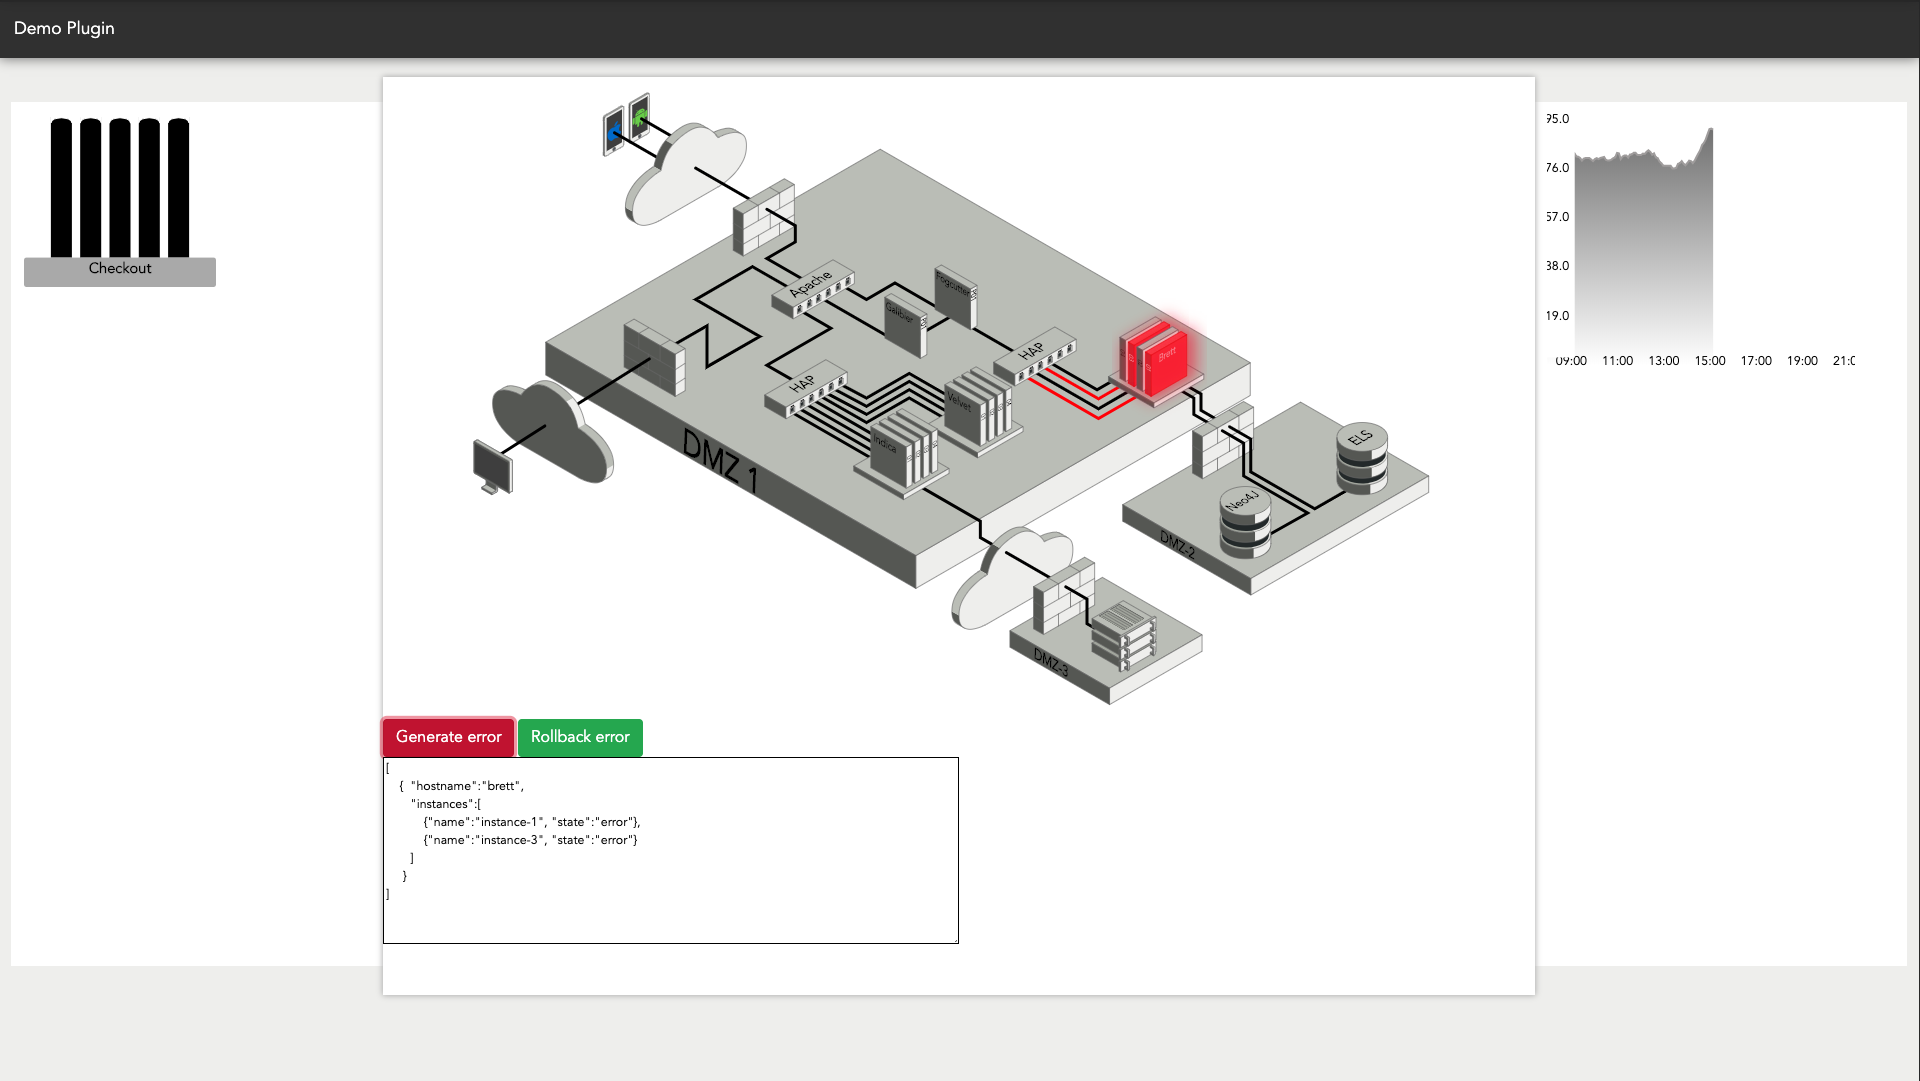 Demo Plugin
Checkout
Apache
Fogcutter
Galibier
HAP
Brett
HAP
Velvet
Indica
DMZ 1
ELS
Neo4J
DMZ-2
DMZ-3
95.0
76.0
57.0
38.0
19.0
09:00 11:00 13:00 15:00 17:00 19:00
Generate error Rollback error
[
{ "hostname":"brett",
"instances":[
{"name":"instance-1", "state":"error"},
{"name":"instance-3", "state":"error"}
]
}
]